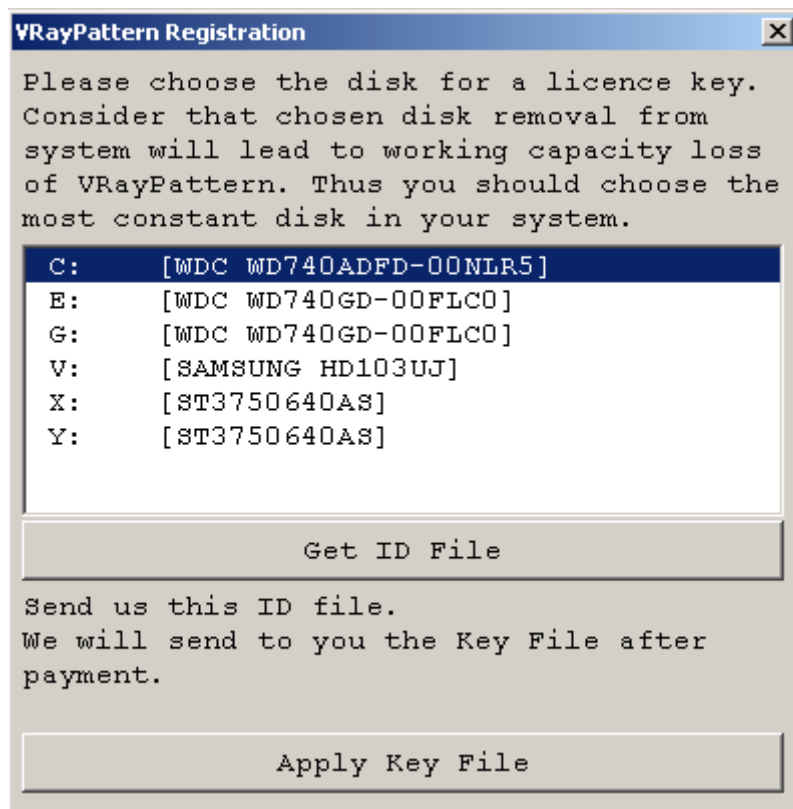 VRayPattern Registration
Please choose the disk for a licence key.
Consider that chosen disk removal from
system will lead to working capacity loss
of VRayPattern. Thus you should choose the
most constant disk in your system.
C: [WDC WD740ADFD-00NLR5]
E: [WDC WD740GD-00FLC0]
G: [WDC WD740GD-00FLC0]
V: [SAMSUNG HD103UJ]
X: [ST3750640AS]
Y: [ST3750640AS]
Get ID File
Send us this ID file.
We will send to you the Key File after
payment.
Apply Key File